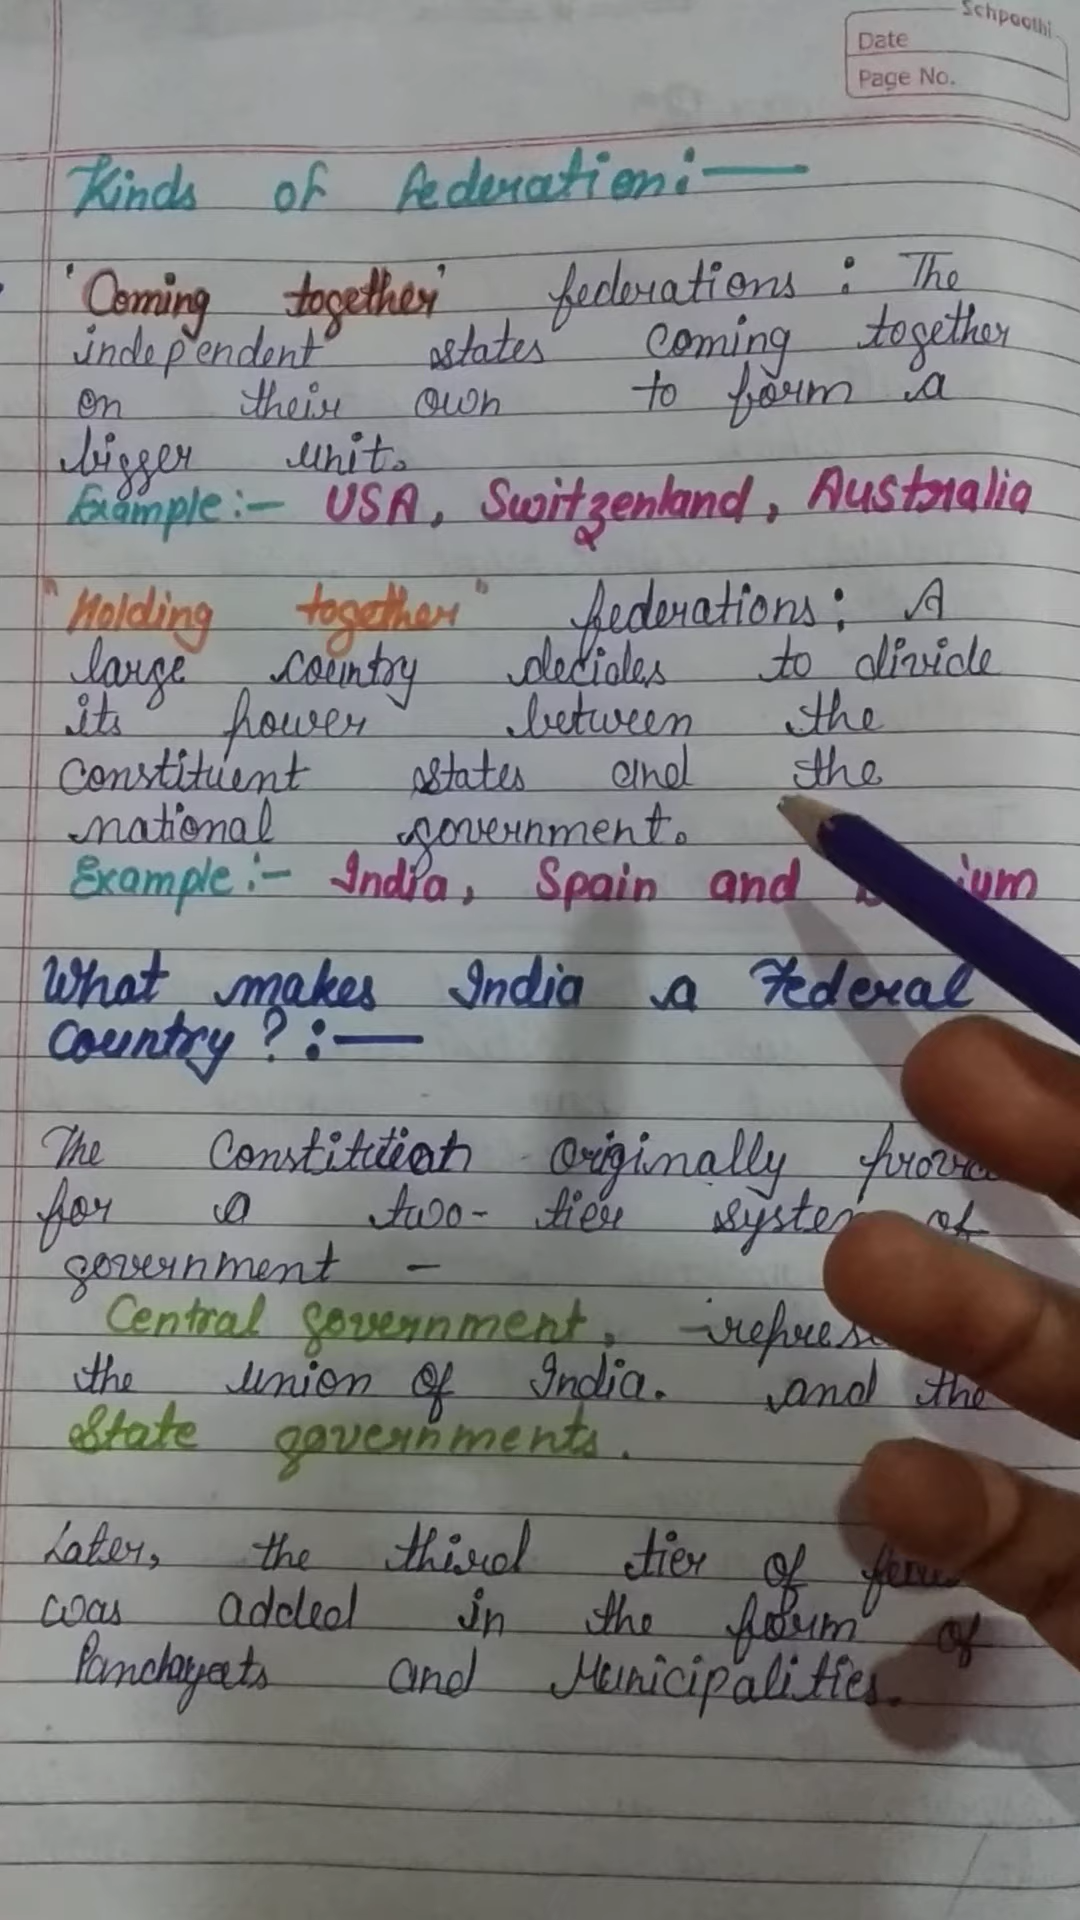 Schpoothi
Date
Page No.
Kinds of federation:—
'Coming together' federations : The
independent states coming together
on their own to form a
bigger unit.
Example:- USA, Switzerland, Australia
"Holding together" federations : A
large country decides to divide
its power between the
constituent states and the
national government.
Example:- India, Spain and
What makes India a Federal
Country? :—
The Constitution originally
for a two-tier system of
government -
Central government, -
the union of India. and the
State governments.
Later, the third tier of
was added in the form of
Panchayats and Municipalities.